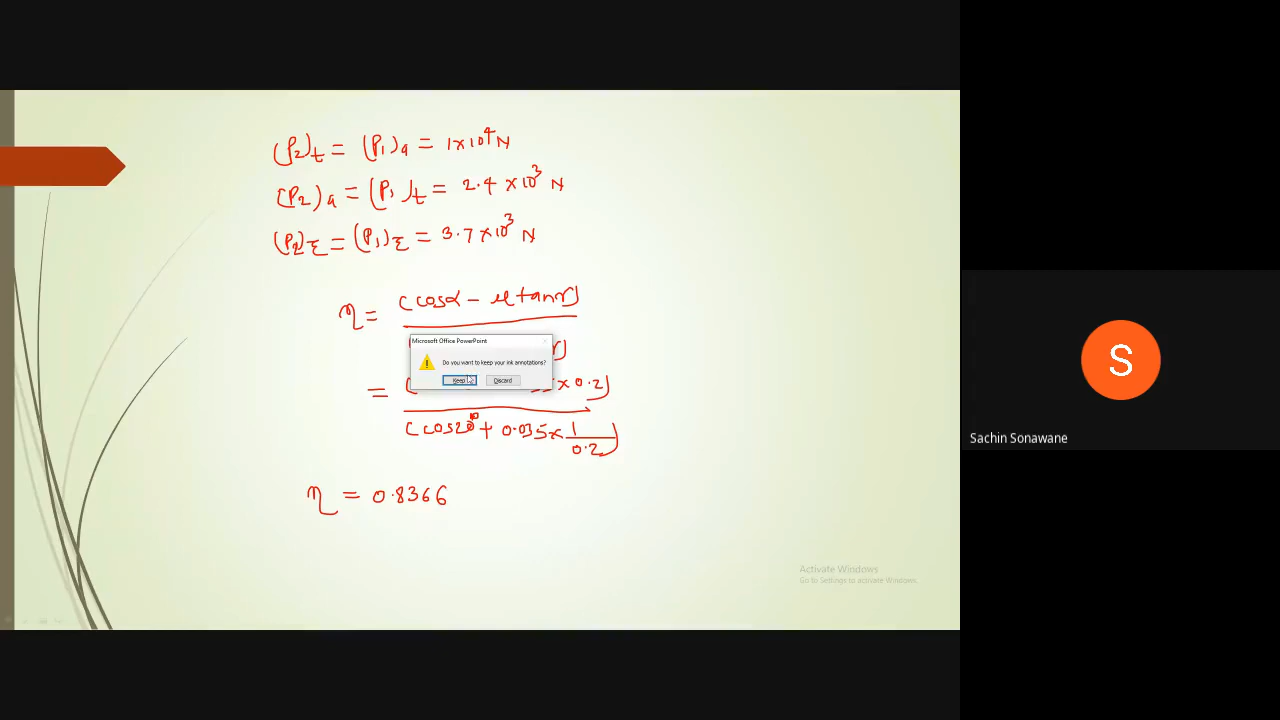 (P2)t = (P1)a = 1×10⁴ N
(P2)a = (P1)t = 2.4 ×10³ N
(P2)r = (P1)r = 3.7×10³ N
η = (cosα − μ tanγ)
Microsoft Office PowerPoint
Do you want to keep your ink annotations?
Keep
Discard
= ( × 0.2)
(cos20° + 0.035× 1/0.2)
η = 0.8366
S
Sachin Sonawane
Activate Windows
Go to Settings to activate Windows.